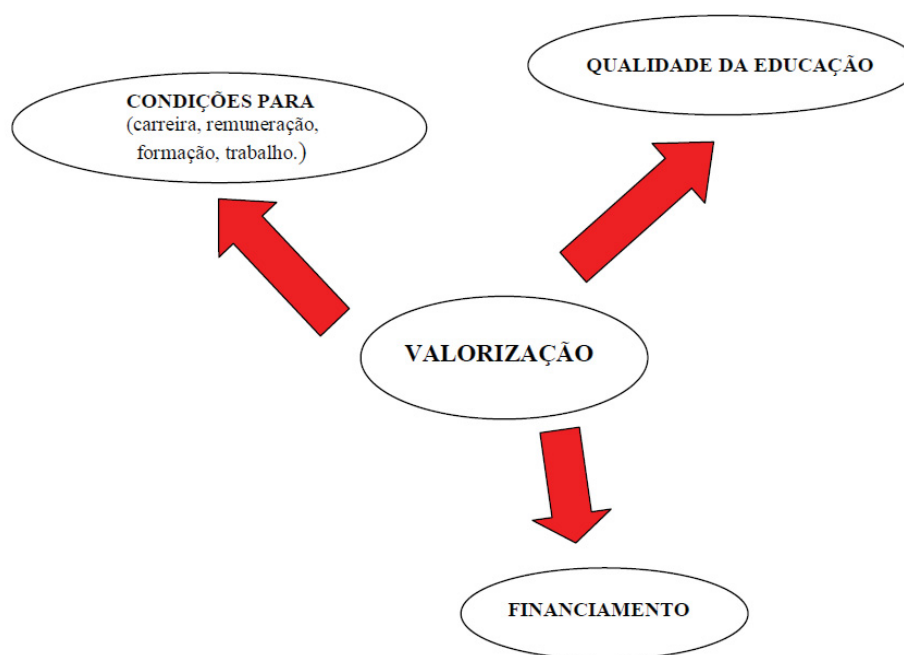 QUALIDADE DA EDUCAÇÃO
CONDIÇÕES PARA
(carreira, remuneração,
formação, trabalho.)
VALORIZAÇÃO
FINANCIAMENTO